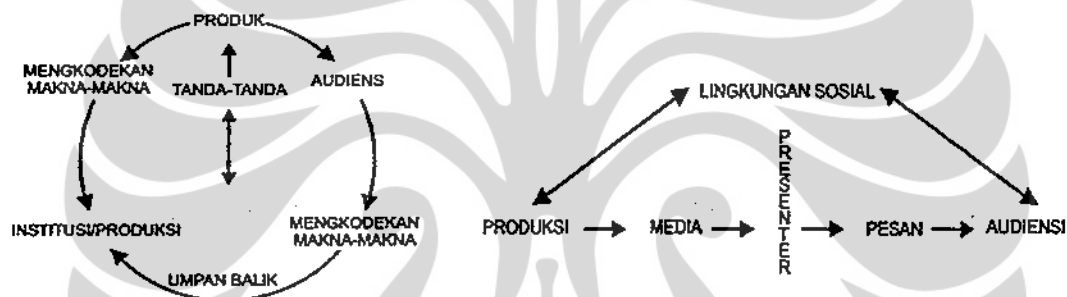 PRODUK
MENGKODEKAN
MAKNA-MAKNA
TANDA-TANDA
AUDIENS
INSTITUSI/PRODUKSI
MENGKODEKAN
MAKNA-MAKNA
UMPAN BALIK
LINGKUNGAN SOSIAL
PRODUKSI
MEDIA
PRESENTER
PESAN
AUDIENSI